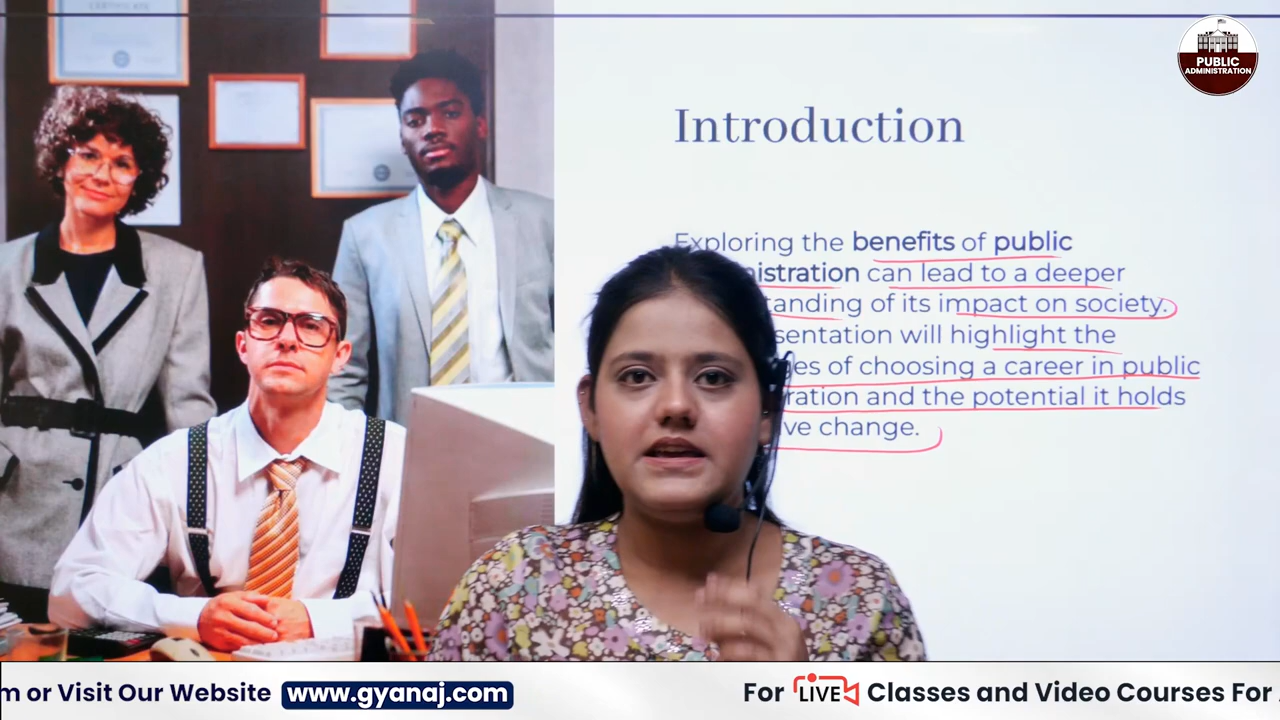 CERTIFICATE
PUBLIC
ADMINISTRATION
Introduction
Exploring the benefits of public
nistration can lead to a deeper
tanding of its impact on society.
sentation will highlight the
es of choosing a career in public
ration and the potential it holds
ve change.
m or Visit Our Website www.gyanaj.com
For LIVE Classes and Video Courses For